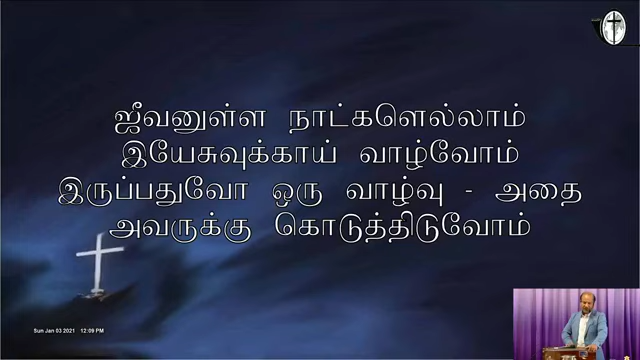 ஜீவனுள்ள நாட்களெல்லாம்
இயேசுவுக்காய் வாழ்வோம்
இருப்பதுவோ ஒரு வாழ்வு - அதை
அவருக்கு கொடுத்திடுவோம்
Sun Jan 03 2021 12:09 PM